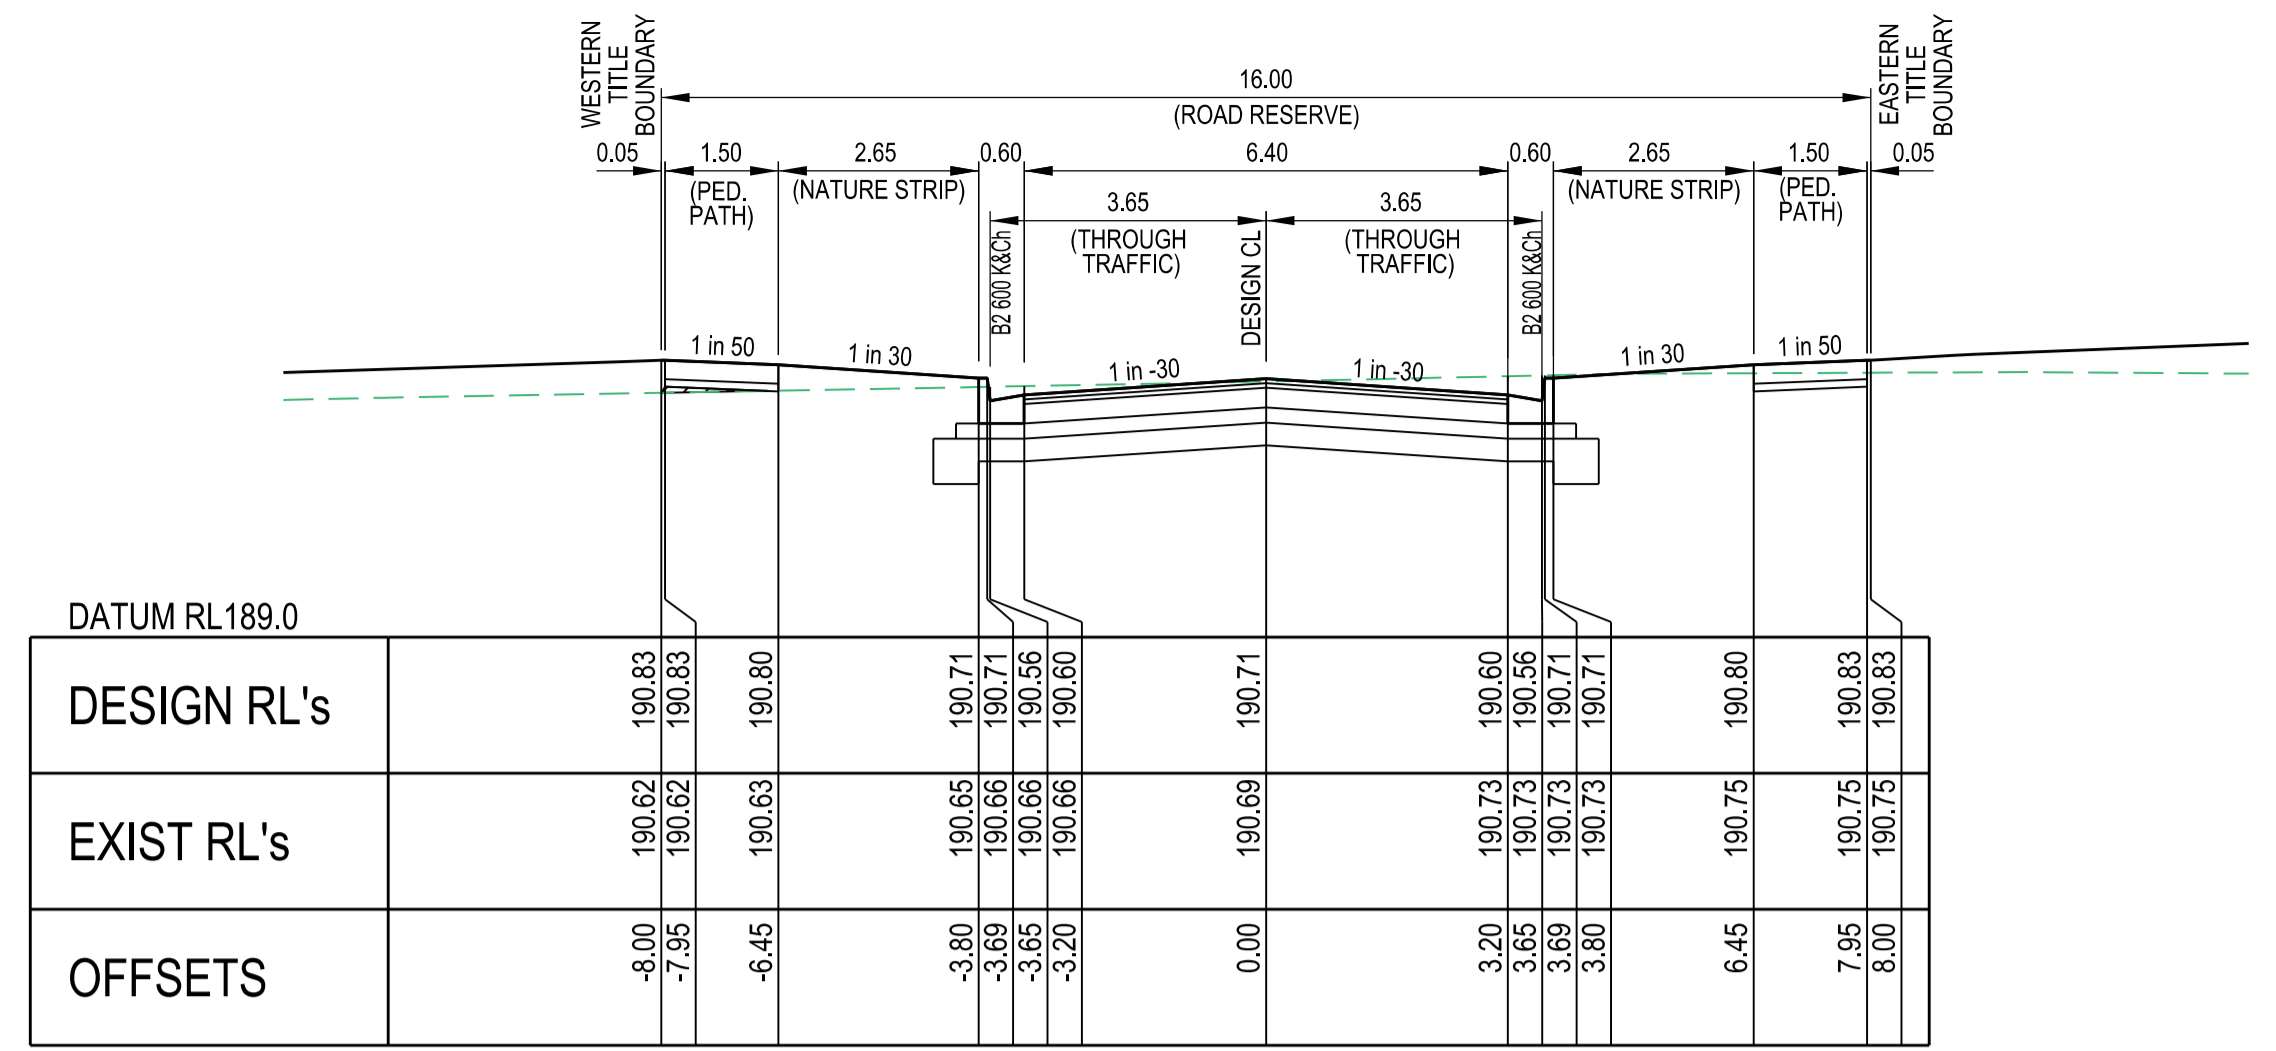 WESTERN
TITLE
BOUNDARY
EASTERN
TITLE
BOUNDARY
16.00
(ROAD RESERVE)
0.05 1.50 2.65 0.60 6.40 0.60 2.65 1.50 0.05
(PED.
PATH)
(NATURE STRIP)
(NATURE STRIP)
(PED.
PATH)
3.65 3.65
(THROUGH
TRAFFIC)
(THROUGH
TRAFFIC)
B2 600 K&Ch
DESIGN CL
B2 600 K&Ch
1 in 50 1 in 30 1 in -30 1 in -30 1 in 30 1 in 50
DATUM RL189.0
DESIGN RL's 190.83 190.83 190.80 190.71 190.71 190.56 190.60 190.71 190.60 190.56 190.71 190.71 190.80 190.83 190.83
EXIST RL's 190.62 190.62 190.63 190.65 190.66 190.66 190.66 190.69 190.73 190.73 190.73 190.73 190.75 190.75 190.75
OFFSETS -8.00 -7.95 -6.45 -3.80 -3.69 -3.65 -3.20 0.00 3.20 3.65 3.69 3.80 6.45 7.95 8.00